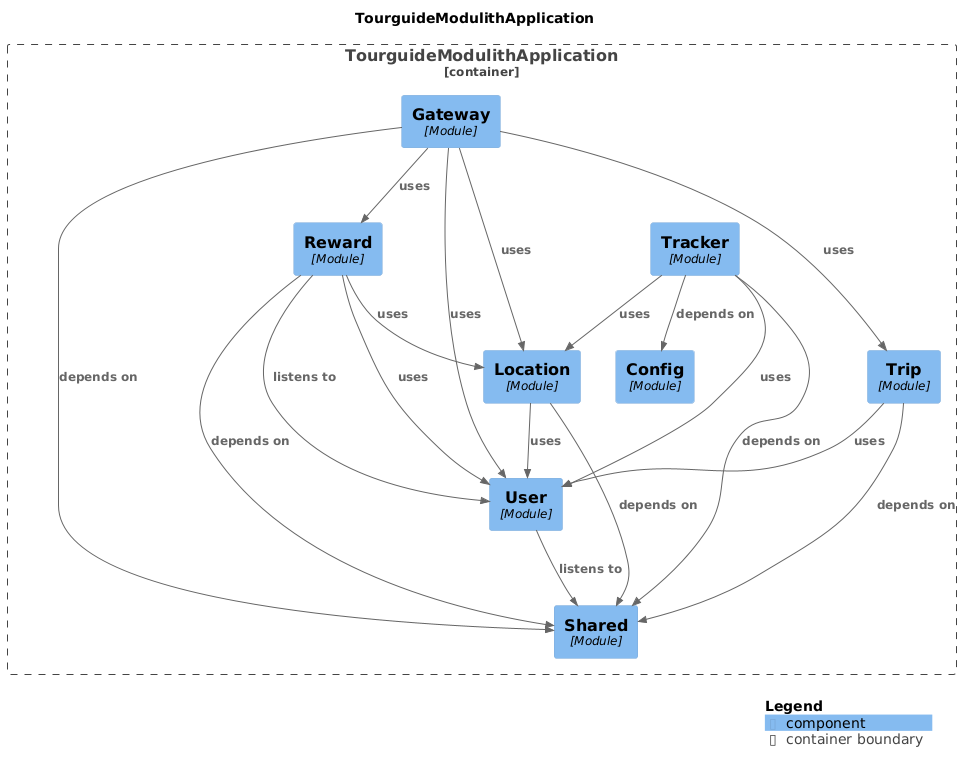 TourguideModulithApplication
TourguideModulithApplication
[container]
Gateway
[Module]
uses
Reward
[Module]
Tracker
[Module]
uses
uses
uses
uses
uses
depends on
Location
[Module]
Config
[Module]
Trip
[Module]
depends on
listens to
uses
uses
depends on
uses
depends on
uses
User
[Module]
depends on
depends on
listens to
Shared
[Module]
Legend
component
container boundary